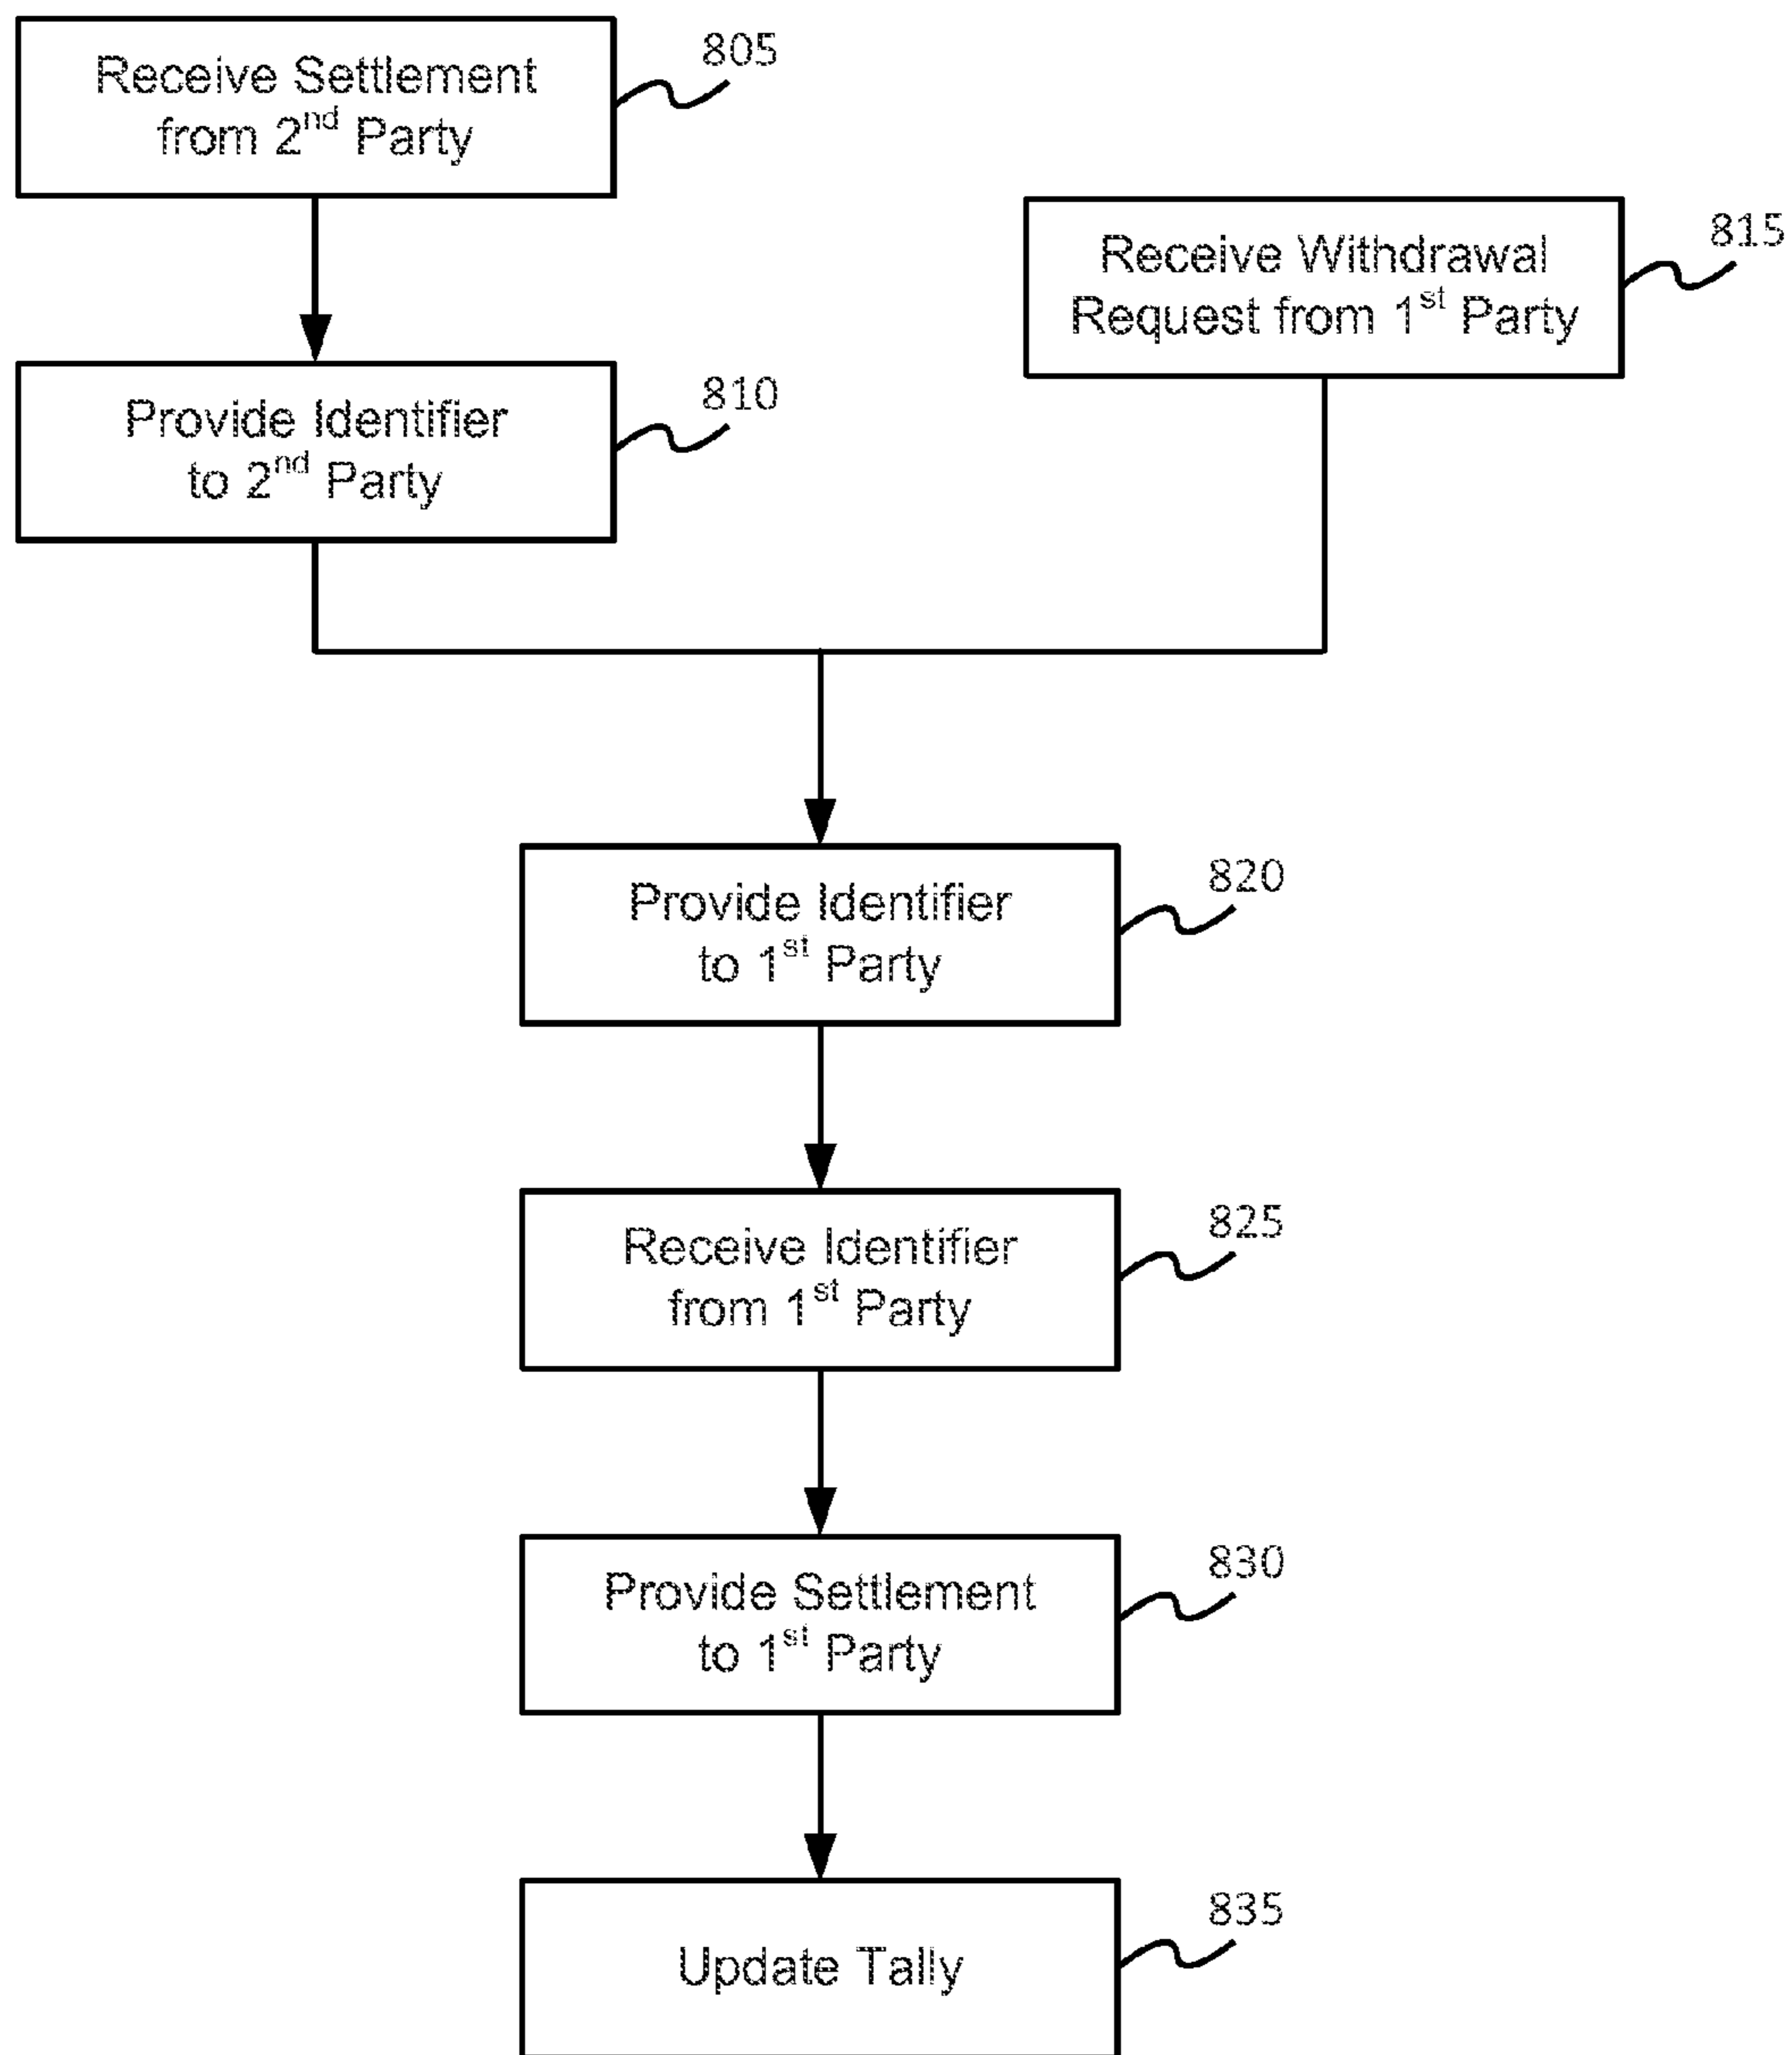 Receive Settlement
from 2nd Party
805
Receive Withdrawal
Request from 1st Party
815
Provide Identifier
to 2nd Party
810
Provide Identifier
to 1st Party
820
Receive Identifier
from 1st Party
825
Provide Settlement
to 1st Party
830
Update Tally
835